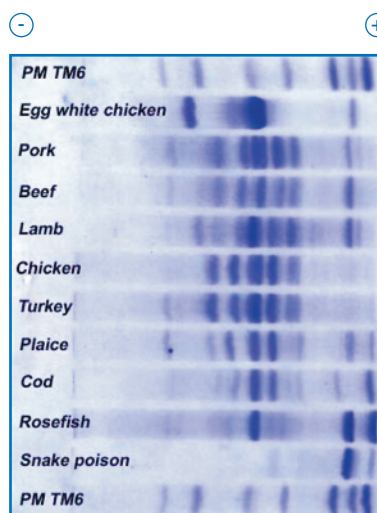 - +
PM TM6
Egg white chicken
Pork
Beef
Lamb
Chicken
Turkey
Plaice
Cod
Rosefish
Snake poison
PM TM6